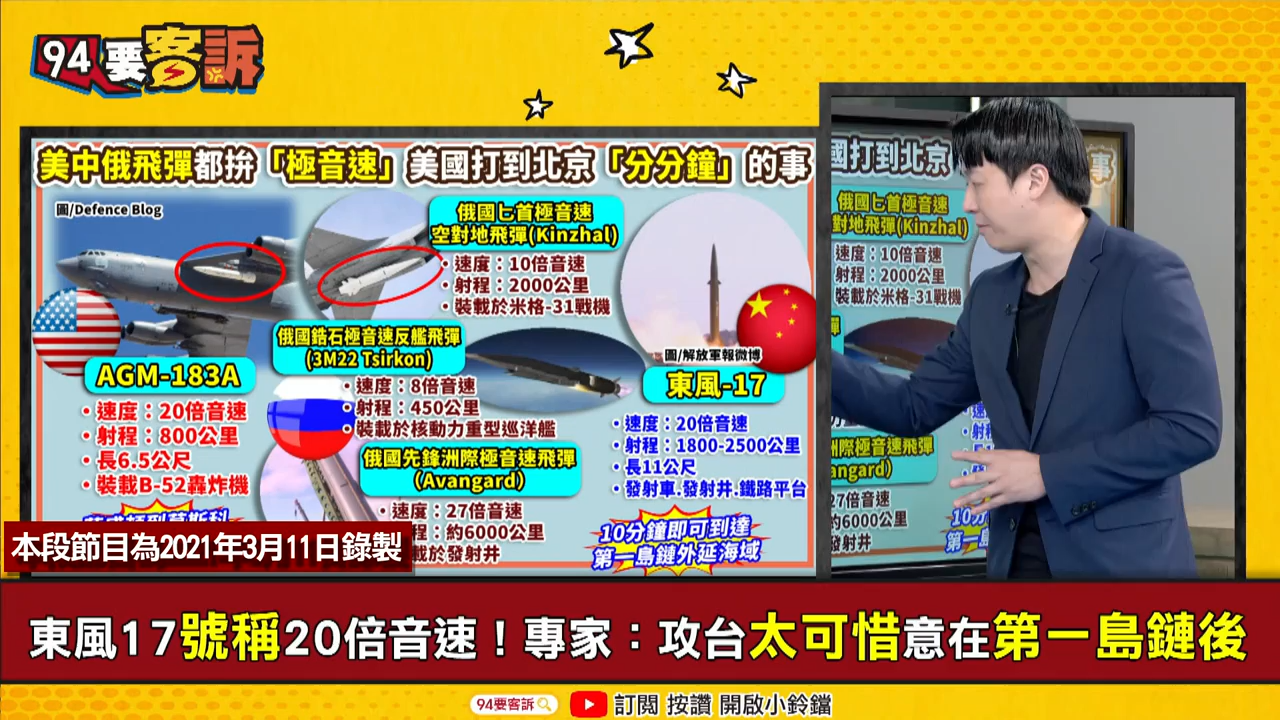 94要客訴
美中俄飛彈都拚「極音速」美國打到北京「分分鐘」的事
圖/Defence Blog
AGM-183A
・速度：20倍音速
・射程：800公里
・長6.5公尺
・裝載B-52轟炸機
俄國匕首極音速
空對地飛彈(Kinzhal)
・速度：10倍音速
・射程：2000公里
・裝載於米格-31戰機
俄國鋯石極音速反艦飛彈
(3M22 Tsirkon)
・速度：8倍音速
・射程：450公里
・裝載於核動力重型巡洋艦
俄國先鋒洲際極音速飛彈
(Avangard)
・速度：27倍音速
程：約6000公里
載於發射井
圖/解放軍報微博
東風-17
・速度：20倍音速
・射程：1800-2500公里
・長11公尺
・發射車.發射井.鐵路平台
10分鐘即可到達
第一島鏈外延海域
國打到北京
事
俄國匕首極音速
對地飛彈(Kinzhal)
速度：10倍音速
射程：2000公里
裝載於米格-31戰機
洲際極音速飛彈
angard)
27倍音速
約6000公里
發射井
本段節目為2021年3月11日錄製
東風17號稱20倍音速！專家：攻台太可惜意在第一島鏈後
94要客訴
訂閱 按讚 開啟小鈴鐺